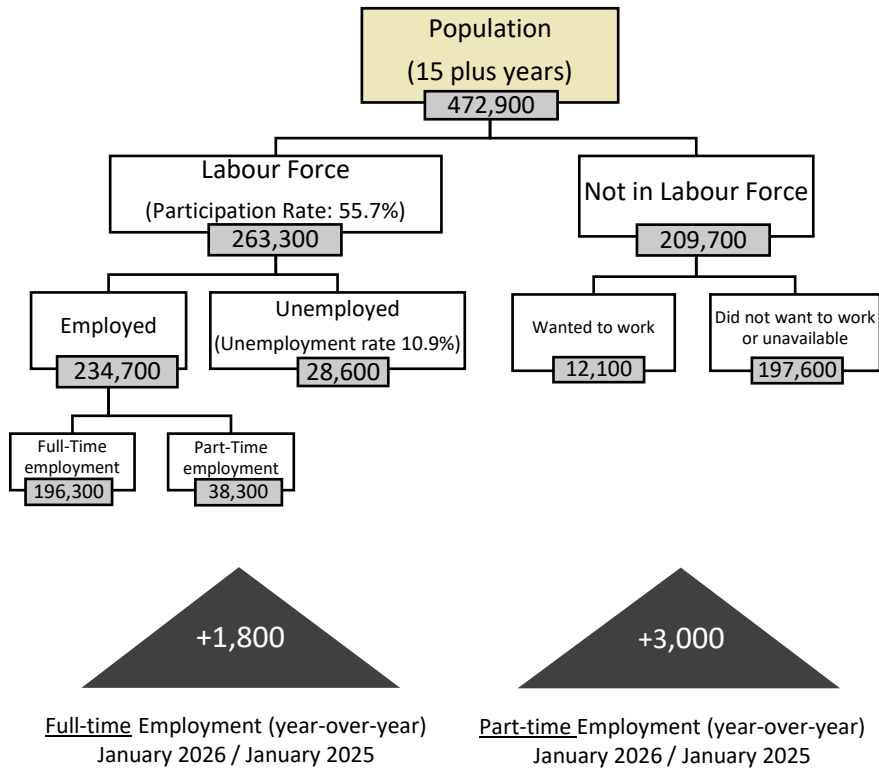 Population
(15 plus years)
472,900
Labour Force
(Participation Rate: 55.7%)
263,300
Not in Labour Force
209,700
Employed
234,700
Unemployed
(Unemployment rate 10.9%)
28,600
Wanted to work
12,100
Did not want to work
or unavailable
197,600
Full-Time
employment
196,300
Part-Time
employment
38,300
+1,800
+3,000
Full-time Employment (year-over-year)
January 2026 / January 2025
Part-time Employment (year-over-year)
January 2026 / January 2025